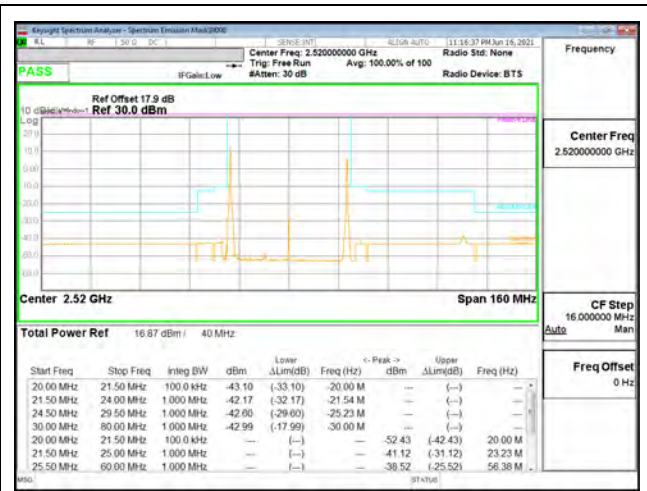 Keysight Spectrum Analyzer - Spectrum Emission Mask
RL RF 50 Ω DC SENSE:INT ALIGN AUTO 11:16:37 PM Jun 16, 2021
Center Freq: 2.520000000 GHz Radio Std: None
Trig: Free Run Avg: 100.00% of 100
PASS IFGain:Low #Atten: 30 dB Radio Device: BTS
Frequency
Ref Offset 17.9 dB
10 dB/div Ref 30.0 dBm
Log
Center Freq
2.520000000 GHz
Center 2.52 GHz Span 160 MHz
CF Step
16.000000 MHz
Auto Man
Total Power Ref 16.87 dBm / 40 MHz
Freq Offset
0 Hz
Lower <- Peak -> Upper
Start Freq Stop Freq Integ BW dBm ΔLim(dB) Freq (Hz) dBm ΔLim(dB) Freq (Hz)
20.00 MHz 21.50 MHz 100.0 kHz -43.10 (-33.10) -20.00 M --- (---) ---
21.50 MHz 24.00 MHz 1.000 MHz -42.17 (-32.17) -21.54 M --- (---) ---
24.50 MHz 29.50 MHz 1.000 MHz -42.60 (-29.60) -25.23 M --- (---) ---
30.00 MHz 80.00 MHz 1.000 MHz -42.99 (-17.99) -30.00 M --- (---) ---
20.00 MHz 21.50 MHz 100.0 kHz --- (---) --- -52.43 (-42.43) 20.00 M
21.50 MHz 25.00 MHz 1.000 MHz --- (---) --- -41.12 (-31.12) 23.23 M
25.50 MHz 60.00 MHz 1.000 MHz --- (---) --- -38.52 (-25.52) 56.38 M
MSG STATUS